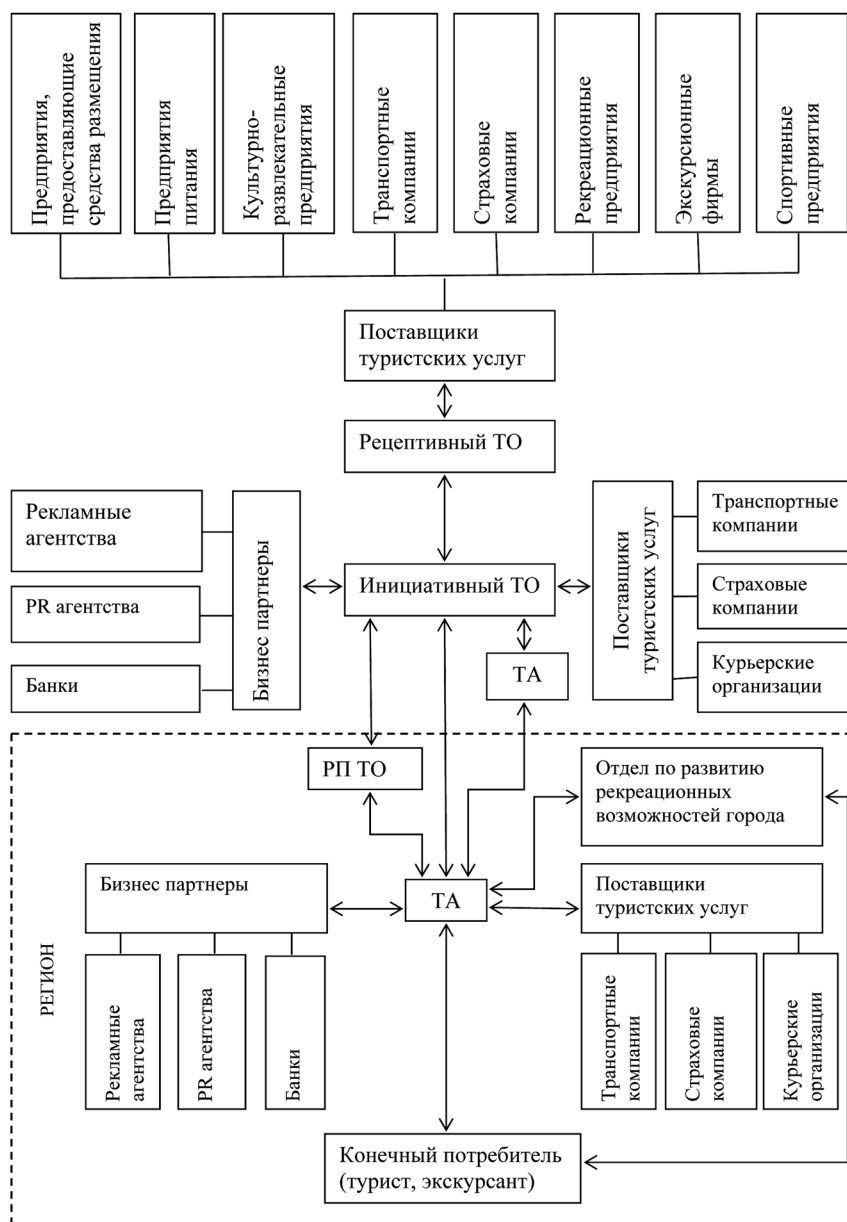 Предприятия,
предоставляющие
средства размещения
Предприятия
питания
Культурно-
развлекательные
предприятия
Транспортные
компании
Страховые
компании
Рекреационные
предприятия
Экскурсионные
фирмы
Спортивные
предприятия
Поставщики
туристских услуг
Рецептивный ТО
Рекламные
агентства
PR агентства
Банки
Бизнес партнеры
Инициативный ТО
Поставщики
туристских услуг
Транспортные
компании
Страховые
компании
Курьерские
организации
ТА
РЕГИОН
РП ТО
Отдел по развитию
рекреационных
возможностей города
Бизнес партнеры
ТА
Поставщики
туристских услуг
Рекламные
агентства
PR агентства
Банки
Транспортные
компании
Страховые
компании
Курьерские
организации
Конечный потребитель
(турист, экскурсант)